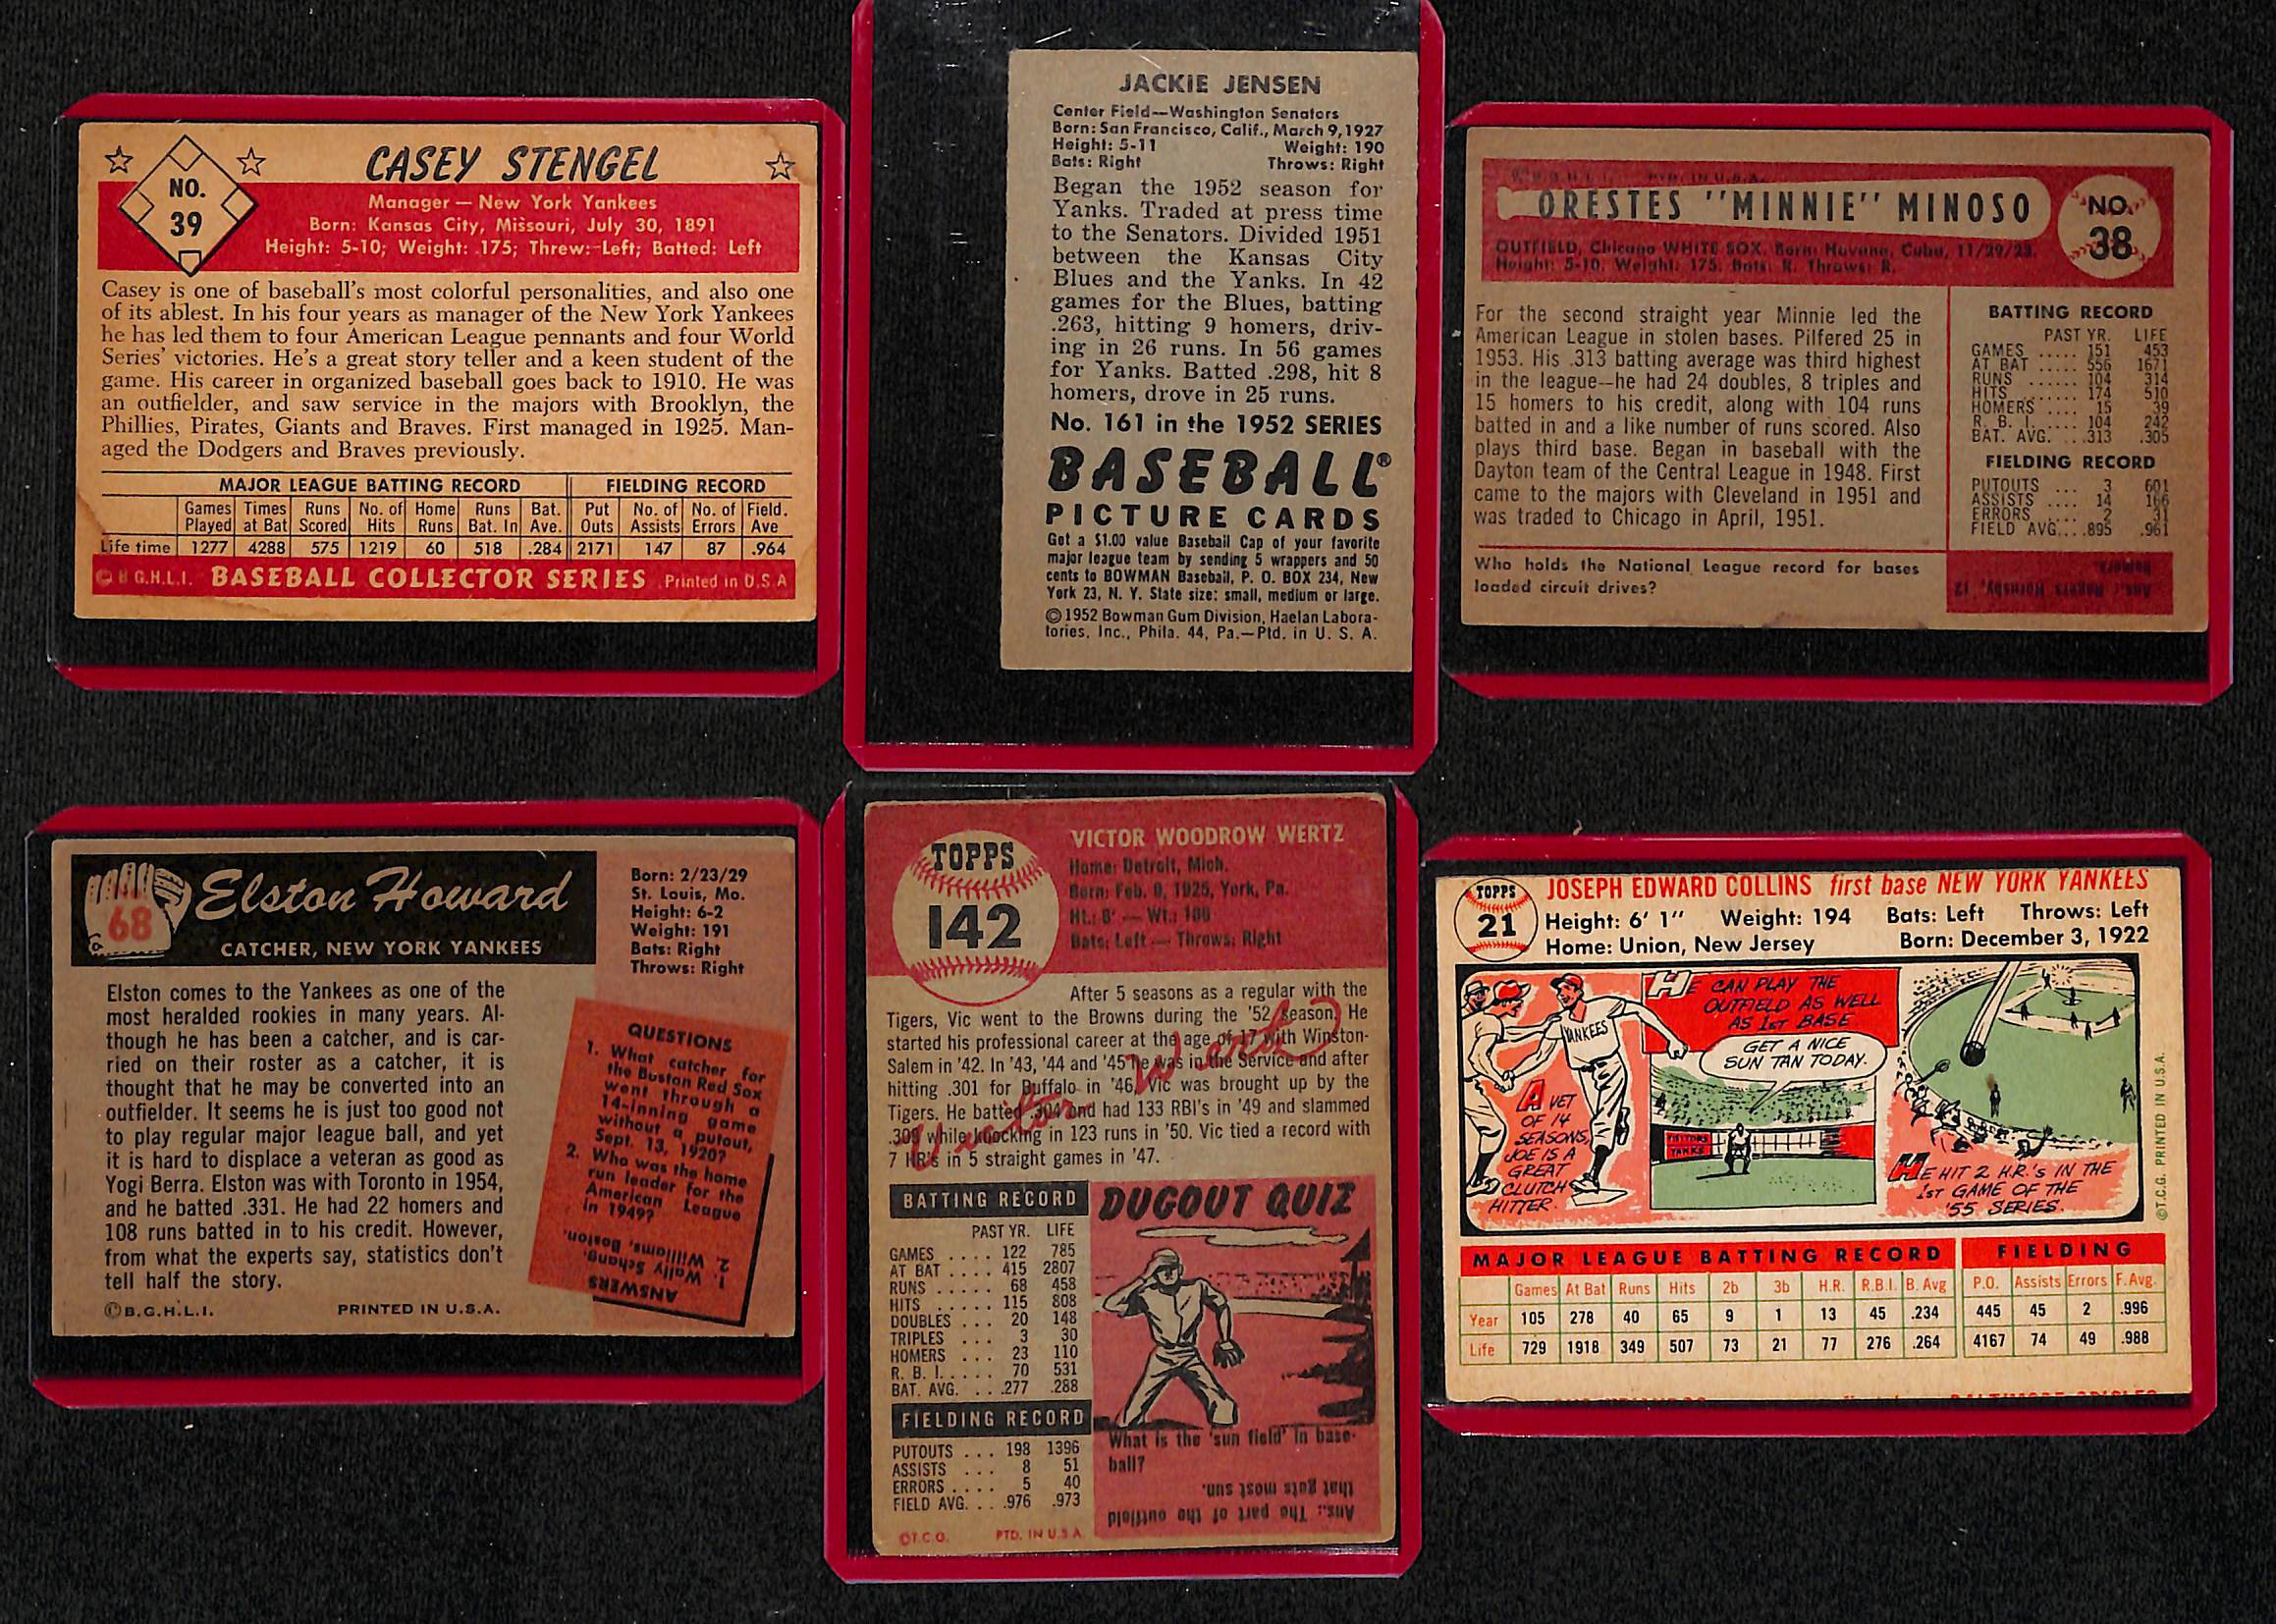 CASEY STENGEL
NO.
39
Manager — New York Yankees
Born: Kansas City, Missouri, July 30, 1891
Height: 5-10; Weight: 175; Threw: Left; Batted: Left
Casey is one of baseball's most colorful personalities, and also one
of its ablest. In his four years as manager of the New York Yankees
he has led them to four American League pennants and four World
Series' victories. He's a great story teller and a keen student of the
game. His career in organized baseball goes back to 1910. He was
an outfielder, and saw service in the majors with Brooklyn, the
Phillies, Pirates, Giants and Braves. First managed in 1925. Man-
aged the Dodgers and Braves previously.
MAJOR LEAGUE BATTING RECORD FIELDING RECORD
Games Times Runs No. of Home Runs Bat. Put No. of No. of Field.
Played at Bat Scored Hits Runs Bat. In Ave. Outs Assists Errors Ave
Life time 1277 4288 575 1219 60 518 .284 2171 147 87 .964
© B.G.H.L.I. BASEBALL COLLECTOR SERIES Printed in U.S.A
JACKIE JENSEN
Center Field—Washington Senators
Born: San Francisco, Calif., March 9, 1927
Height: 5-11 Weight: 190
Bats: Right Throws: Right
Began the 1952 season for
Yanks. Traded at press time
to the Senators. Divided 1951
between the Kansas City
Blues and the Yanks. In 42
games for the Blues, batting
.263, hitting 9 homers, driv-
ing in 26 runs. In 56 games
for Yanks. Batted .298, hit 8
homers, drove in 25 runs.
No. 161 in the 1952 SERIES
BASEBALL®
PICTURE CARDS
Get a $1.00 value Baseball Cap of your favorite
major league team by sending 5 wrappers and 50
cents to BOWMAN Baseball, P. O. BOX 234, New
York 23, N. Y. State size: small, medium or large.
© 1952 Bowman Gum Division, Haelan Labora-
tories, Inc., Phila. 44, Pa.—Ptd. in U. S. A.
ORESTES "MINNIE" MINOSO
NO.
38
OUTFIELD, Chicago WHITE SOX. Born: Havana, Cuba, 11/29/23.
Height: 5-10. Weight: 175. Bats: R. Throws: R.
For the second straight year Minnie led the
American League in stolen bases. Pilfered 25 in
1953. His .313 batting average was third highest
in the league--he had 24 doubles, 8 triples and
15 homers to his credit, along with 104 runs
batted in and a like number of runs scored. Also
plays third base. Began in baseball with the
Dayton team of the Central League in 1948. First
came to the majors with Cleveland in 1951 and
was traded to Chicago in April, 1951.
BATTING RECORD
PAST YR. LIFE
GAMES ..... 151 453
AT BAT ..... 556 1671
RUNS ...... 104 314
HITS ...... 174 510
HOMERS .... 15 39
R. B. I. .... 104 242
BAT. AVG. ...313 .305
FIELDING RECORD
PUTOUTS ... 3 601
ASSISTS ... 14 166
ERRORS .... 2 31
FIELD AVG....895 .961
Who holds the National League record for bases
loaded circuit drives?
Ans.: Rogers Hornsby, 12
homers.
68
Elston Howard
CATCHER, NEW YORK YANKEES
Born: 2/23/29
St. Louis, Mo.
Height: 6-2
Weight: 191
Bats: Right
Throws: Right
Elston comes to the Yankees as one of the
most heralded rookies in many years. Al-
though he has been a catcher, and is car-
ried on their roster as a catcher, it is
thought that he may be converted into an
outfielder. It seems he is just too good not
to play regular major league ball, and yet
it is hard to displace a veteran as good as
Yogi Berra. Elston was with Toronto in 1954,
and he batted .331. He had 22 homers and
108 runs batted in to his credit. However,
from what the experts say, statistics don't
tell half the story.
©B.G.H.L.I. PRINTED IN U.S.A.
QUESTIONS
1. What catcher for
the Boston Red Sox
went through a
14-inning game
without a putout,
Sept. 13, 1920?
2. Who was the home
run leader for the
American League
in 1949?
ANSWERS
1. Wally Schang.
2. Williams, Boston.
TOPPS
142
VICTOR WOODROW WERTZ
Home: Detroit, Mich.
Born: Feb. 9, 1925, York, Pa.
Ht.: 6' — Wt.: 186
Bats: Left — Throws: Right
After 5 seasons as a regular with the
Tigers, Vic went to the Browns during the '52 season. He
started his professional career at the age of 17 with Winston-
Salem in '42. In '43, '44 and '45 he was in the Service and after
hitting .301 for Buffalo in '46, Vic was brought up by the
Tigers. He batted .304 and had 133 RBI's in '49 and slammed
.308 while knocking in 123 runs in '50. Vic tied a record with
7 HR's in 5 straight games in '47.
Victor Wertz
BATTING RECORD
PAST YR. LIFE
GAMES .... 122 785
AT BAT .... 415 2807
RUNS ..... 68 458
HITS ..... 115 808
DOUBLES ... 20 148
TRIPLES ... 3 30
HOMERS ... 23 110
R. B. I. .... 70 531
BAT. AVG. ...277 .288
FIELDING RECORD
PUTOUTS ... 198 1396
ASSISTS ... 8 51
ERRORS .... 5 40
FIELD AVG. .. .976 .973
©T.C.G. PTD. IN U.S.A.
DUGOUT QUIZ
What is the 'sun field' in base-
ball?
Ans.: The part of the outfield
that gets most sun.
TOPPS
21
JOSEPH EDWARD COLLINS first base NEW YORK YANKEES
Height: 6' 1" Weight: 194 Bats: Left Throws: Left
Home: Union, New Jersey Born: December 3, 1922
YANKEES
A VET
OF 14
SEASONS,
JOE IS A
GREAT
CLUTCH
HITTER.
HE CAN PLAY THE
OUTFIELD AS WELL
AS 1ST BASE
GET A NICE
SUN TAN TODAY.
VISITORS
YANKS
HE HIT 2 H.R.'S IN THE
1ST GAME OF THE
'55 SERIES.
©T.C.G. PRINTED IN U.S.A.
MAJOR LEAGUE BATTING RECORD FIELDING
Games At Bat Runs Hits 2b 3b H.R. R.B.I. B. Avg P.O. Assists Errors F. Avg.
Year 105 278 40 65 9 1 13 45 .234 445 45 2 .996
Life 729 1918 349 507 73 21 77 276 .264 4167 74 49 .988
BALTIMORE ORIOLES